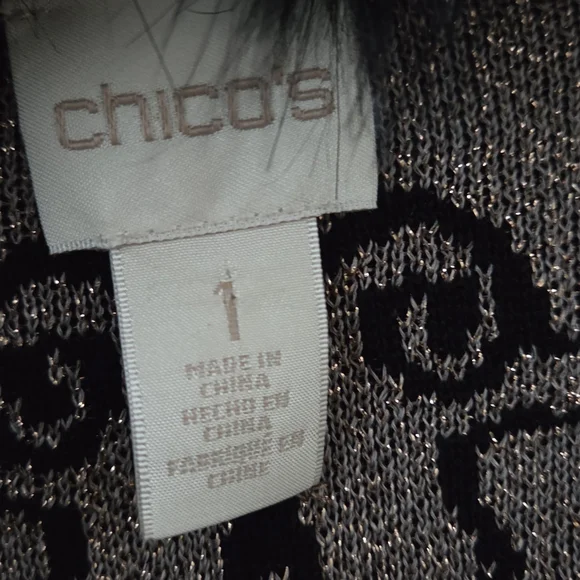 chico's
1
MADE IN
CHINA
HECHO EN
CHINA
FABRIQUÉ EN
CHINE